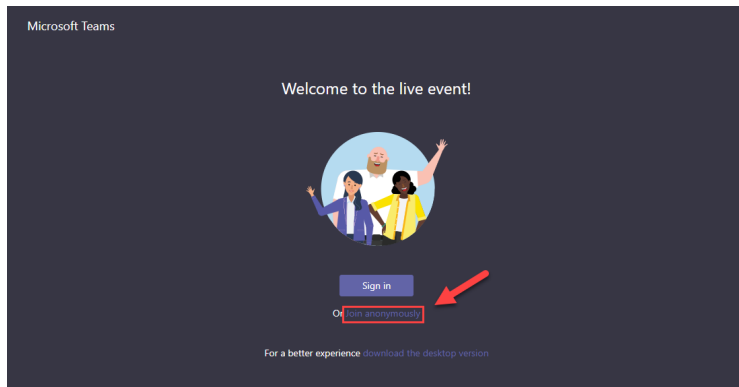 Microsoft Teams
Welcome to the live event!
Sign in
Or Join anonymously
For a better experience download the desktop version